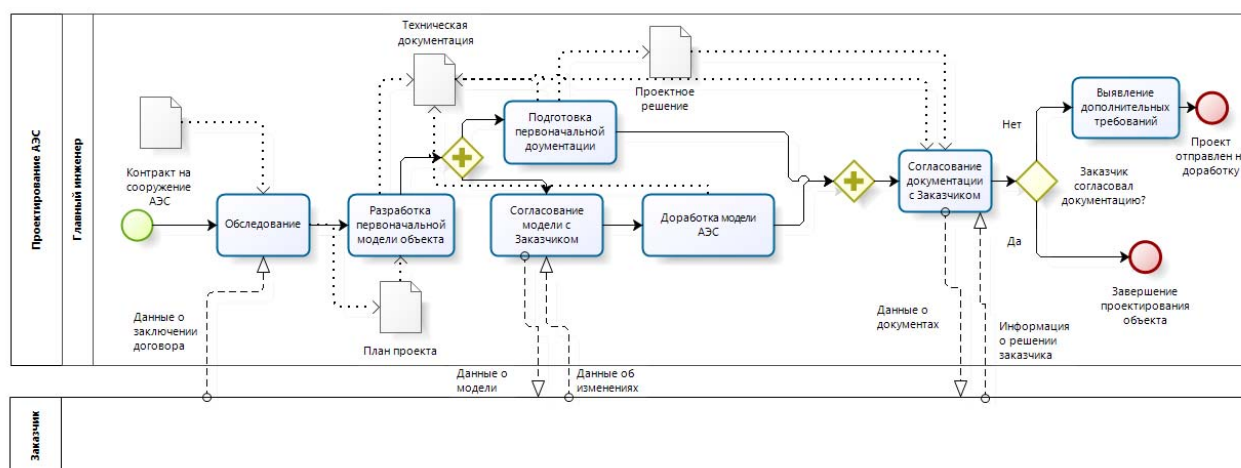 Проектирование АЭС
Главный инженер
Техническая
документация
Проектное
решение
Контракт на
сооружение
АЭС
Обследование
Разработка
первоначальной
модели объекта
План проекта
Подготовка
первоначальной
доументации
Согласование
модели с
Заказчиком
Доработка модели
АЭС
Согласование
документации
с Заказчиком
Нет
Выявление
дополнительных
требований
Проект
отправлен н
доработку
Заказчик
согласовал
документацию?
Да
Завершение
проектирования
объекта
Данные о
заключении
договора
Данные о
модели
Данные об
изменениях
Данные о
документах
Информация
о решении
заказчика
Заказчик